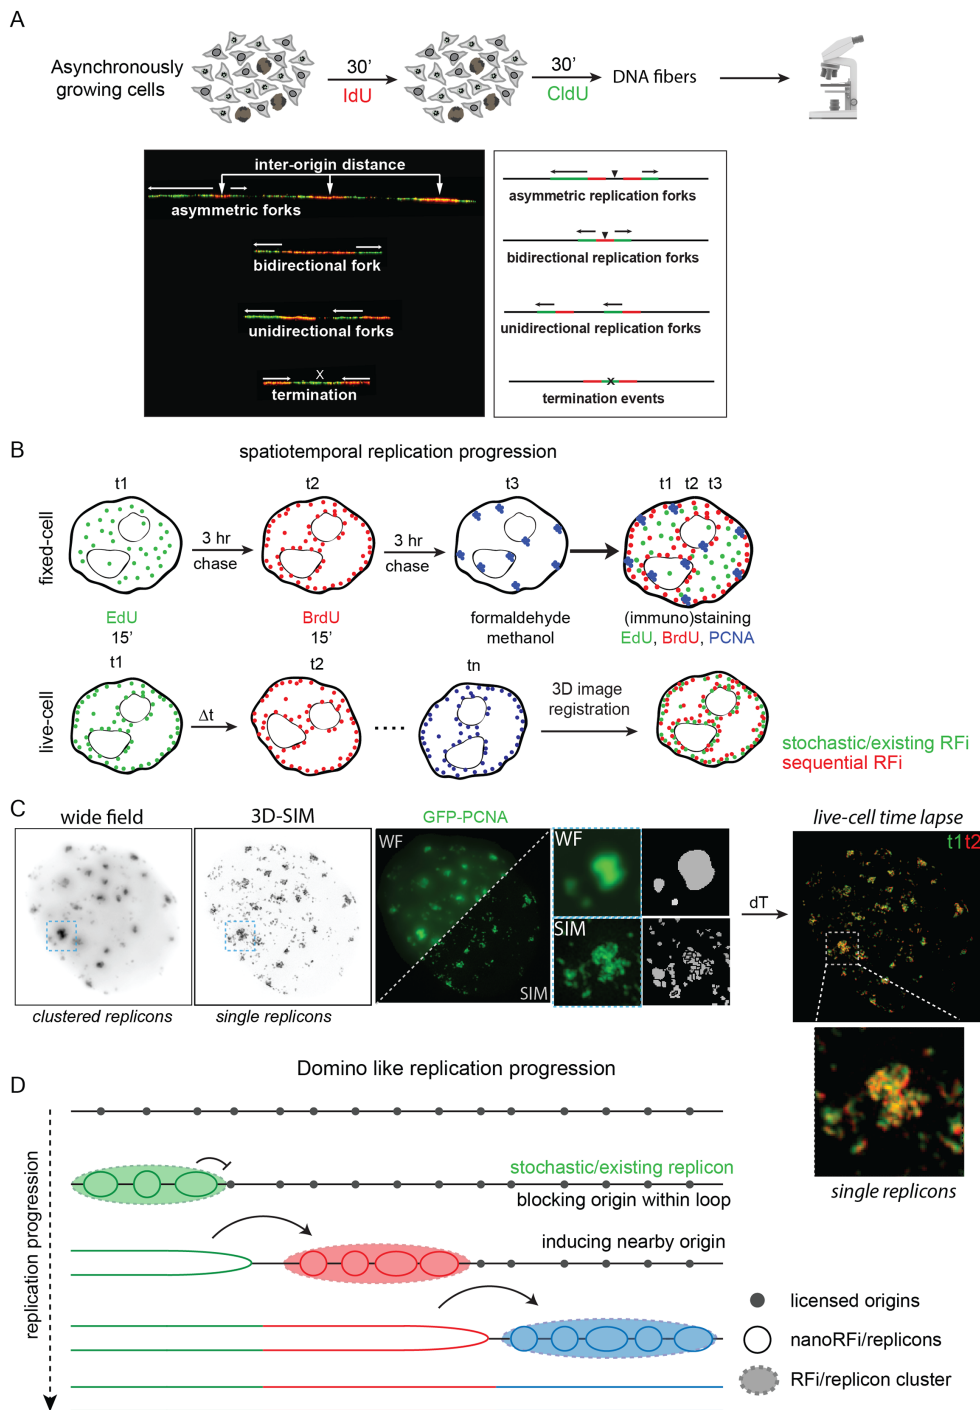 A
Asynchronously
growing cells
30'
IdU
30'
CldU
DNA fibers
inter-origin distance
asymmetric forks
bidirectional fork
unidirectional forks
X
termination
asymmetric replication forks
bidirectional replication forks
unidirectional replication forks
X
termination events
B
spatiotemporal replication progression
fixed-cell
t1
t2
t3
t1 t2 t3
3 hr
chase
3 hr
chase
EdU
15'
BrdU
15'
formaldehyde
methanol
(immuno)staining
EdU, BrdU, PCNA
live-cell
t1
Δt
t2
tn
3D image
registration
stochastic/existing RFi
sequential RFi
C
wide field
3D-SIM
GFP-PCNA
live-cell time lapse
WF
SIM
WF
SIM
dT
t1t2
clustered replicons
single replicons
single replicons
D
Domino like replication progression
replication progression
stochastic/existing replicon
blocking origin within loop
inducing nearby origin
licensed origins
nanoRFi/replicons
RFi/replicon cluster